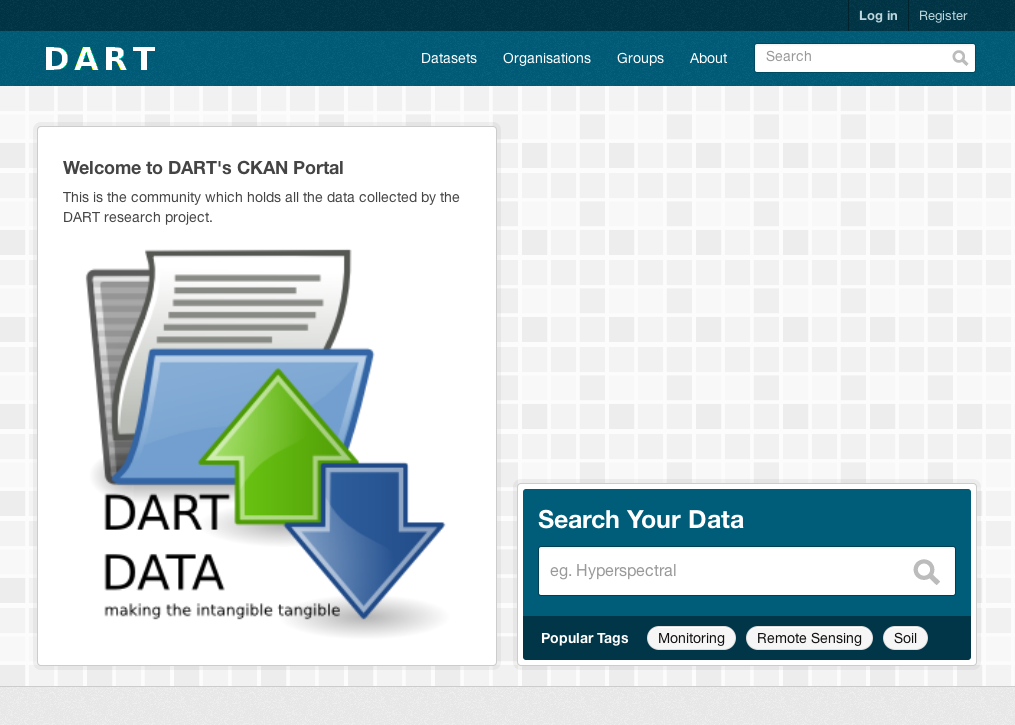 Log in
Register
DART
Datasets
Organisations
Groups
About
Search
Welcome to DART's CKAN Portal
This is the community which holds all the data collected by the
DART research project.
DART
DATA
making the intangible tangible
Search Your Data
eg. Hyperspectral
Popular Tags
Monitoring
Remote Sensing
Soil